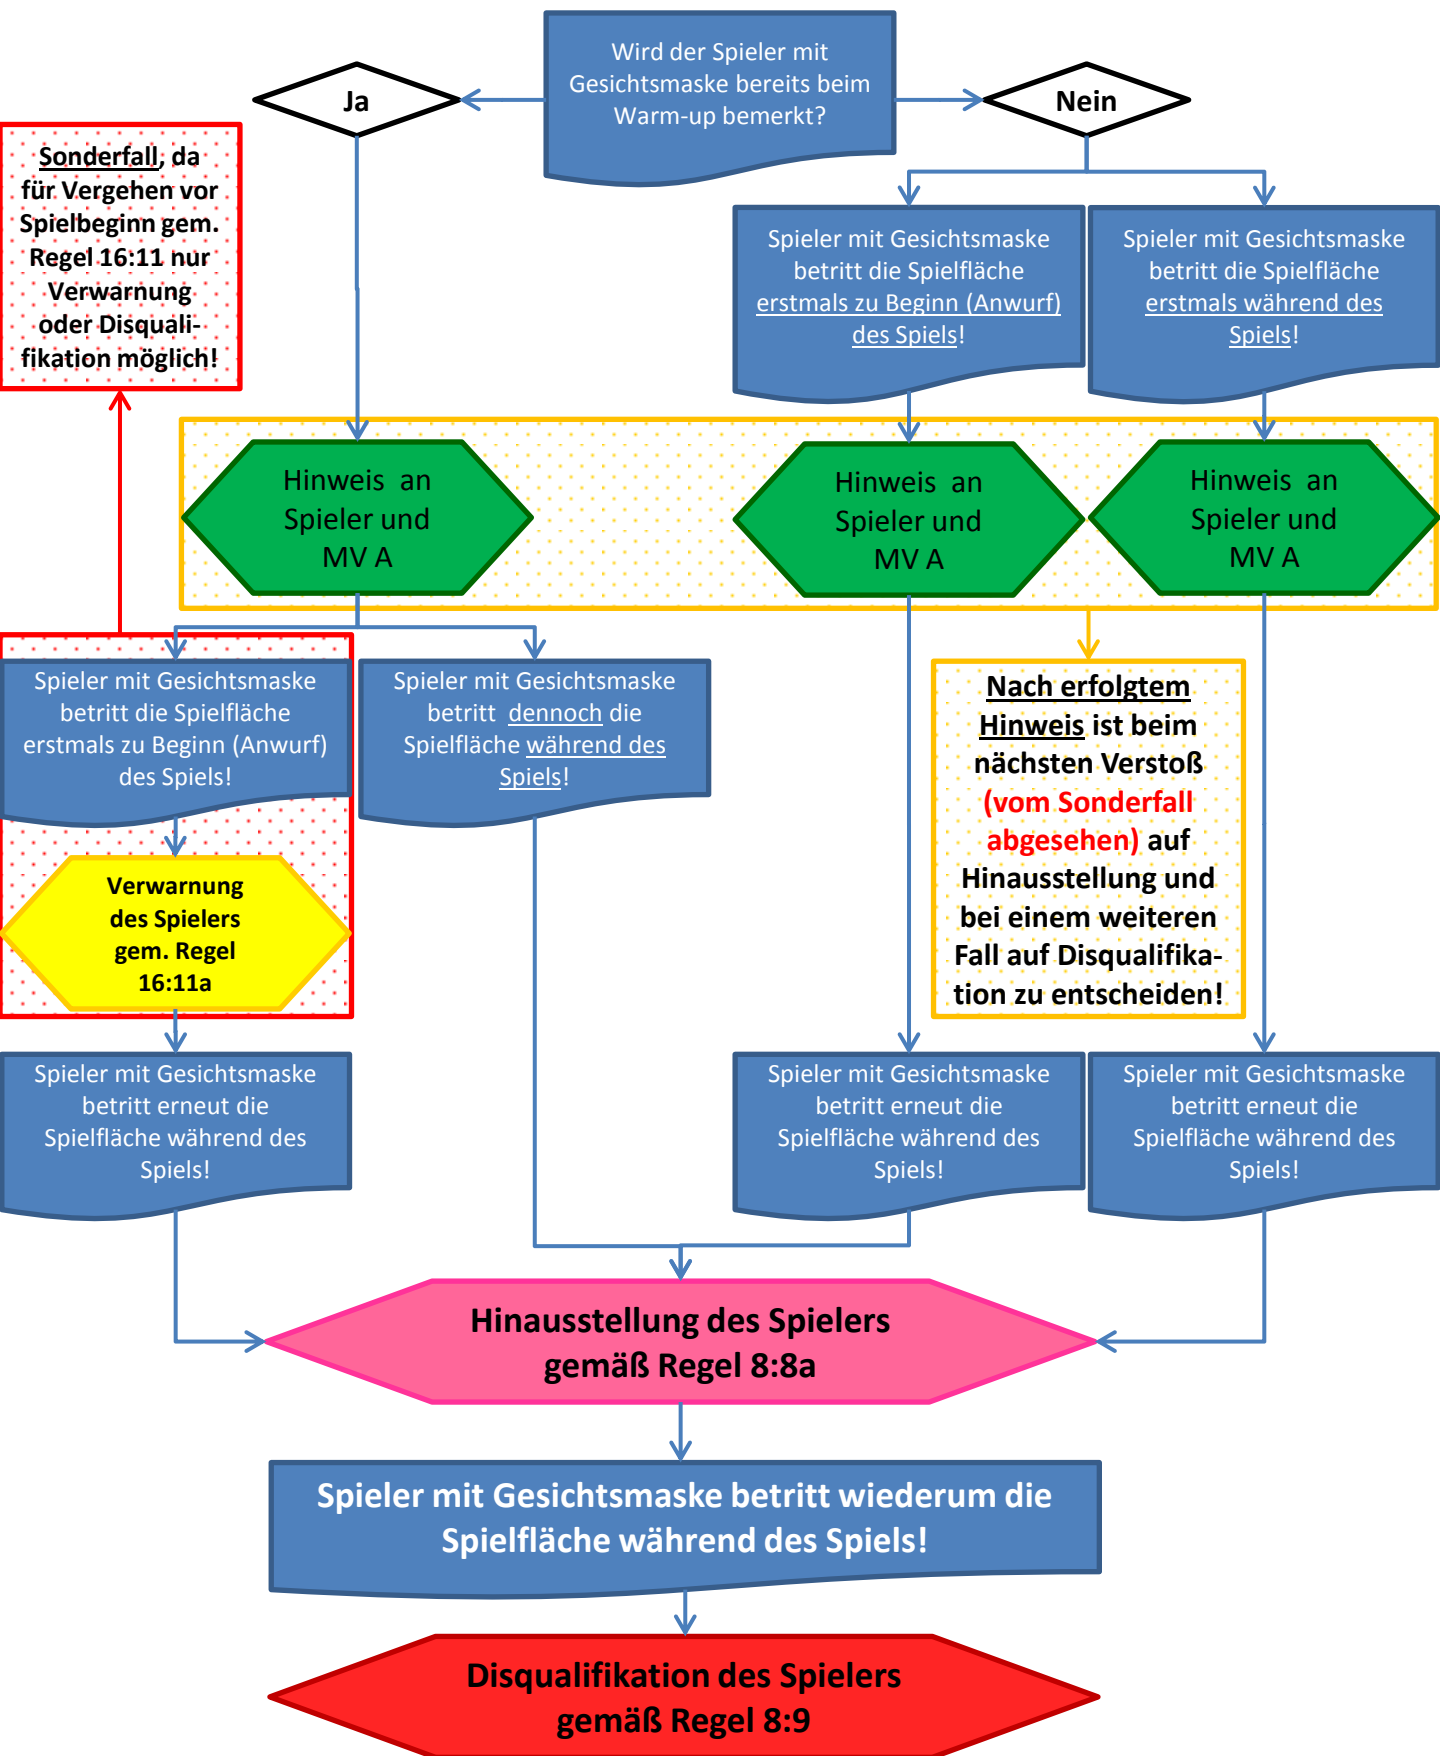 Wird der Spieler mit
Gesichtsmaske bereits beim
Warm-up bemerkt?
Ja
Nein
Sonderfall, da
für Vergehen vor
Spielbeginn gem.
Regel 16:11 nur
Verwarnung
oder Disquali-
fikation möglich!
Spieler mit Gesichtsmaske
betritt die Spielfläche
erstmals zu Beginn (Anwurf)
des Spiels!
Spieler mit Gesichtsmaske
betritt die Spielfläche
erstmals während des
Spiels!
Hinweis an
Spieler und
MV A
Hinweis an
Spieler und
MV A
Hinweis an
Spieler und
MV A
Spieler mit Gesichtsmaske
betritt die Spielfläche
erstmals zu Beginn (Anwurf)
des Spiels!
Spieler mit Gesichtsmaske
betritt dennoch die
Spielfläche während des
Spiels!
Nach erfolgtem
Hinweis ist beim
nächsten Verstoß
(vom Sonderfall
abgesehen) auf
Hinausstellung und
bei einem weiteren
Fall auf Disqualifika-
tion zu entscheiden!
Verwarnung
des Spielers
gem. Regel
16:11a
Spieler mit Gesichtsmaske
betritt erneut die
Spielfläche während des
Spiels!
Spieler mit Gesichtsmaske
betritt erneut die
Spielfläche während des
Spiels!
Spieler mit Gesichtsmaske
betritt erneut die
Spielfläche während des
Spiels!
Hinausstellung des Spielers
gemäß Regel 8:8a
Spieler mit Gesichtsmaske betritt wiederum die
Spielfläche während des Spiels!
Disqualifikation des Spielers
gemäß Regel 8:9